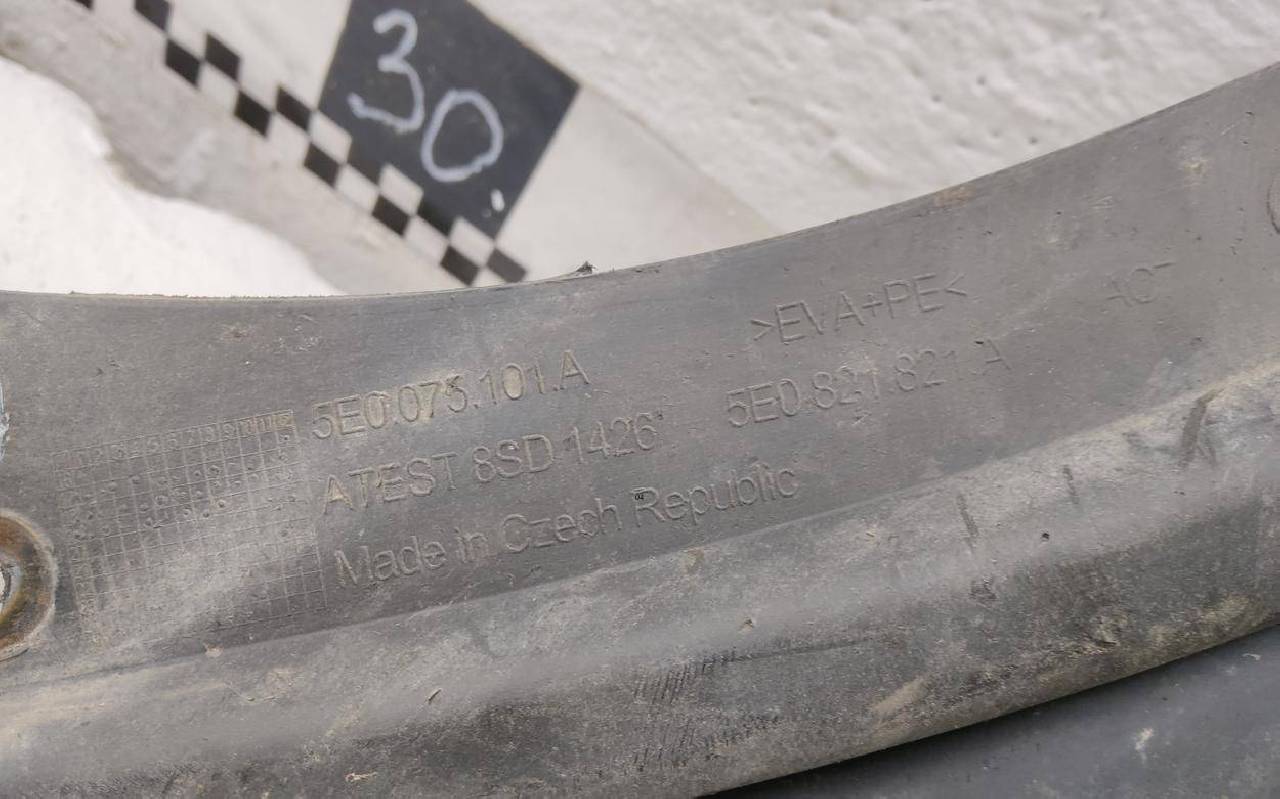 30
>EVA+PE<
5E0.075.101.A
5E0.821.821.A
ATEST 8SD 1426
Made in Czech Republic